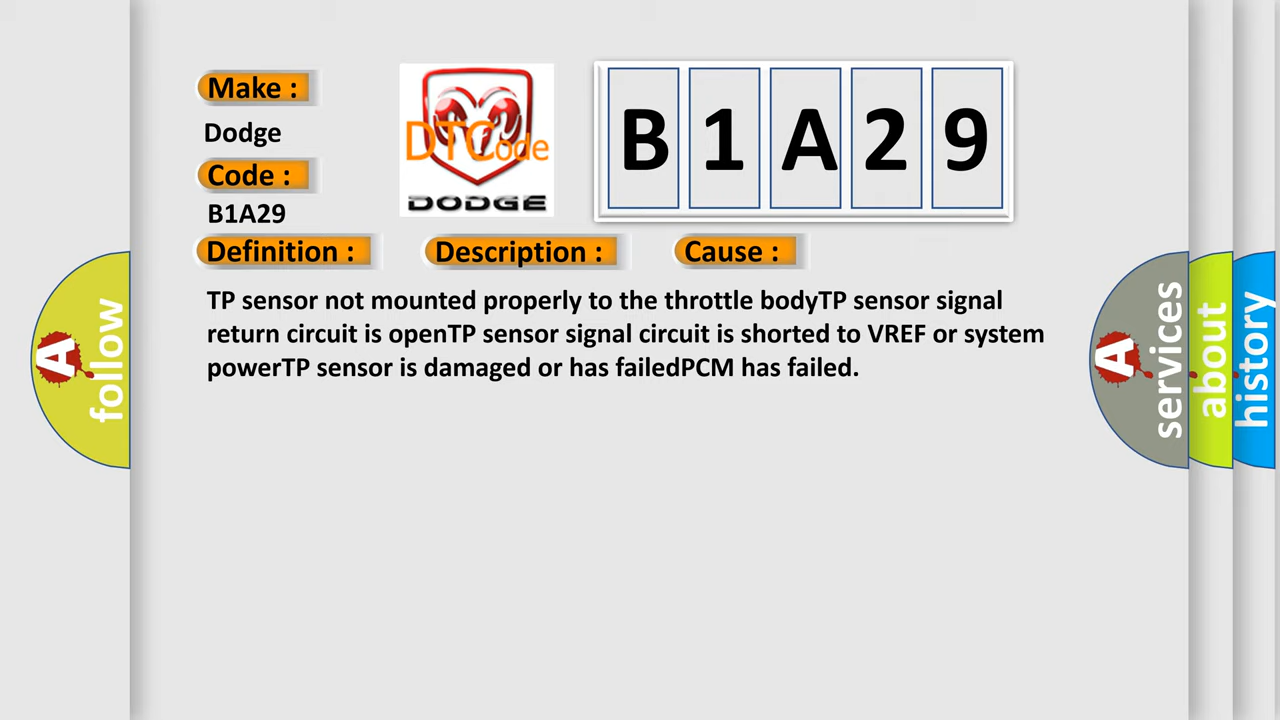 Make :
Dodge
Code :
B1A29
DTCode
DODGE
B 1 A 2 9
Definition :
Description :
Cause :
TP sensor not mounted properly to the throttle bodyTP sensor signal
return circuit is openTP sensor signal circuit is shorted to VREF or system
powerTP sensor is damaged or has failedPCM has failed.
A follow
A services
about
history